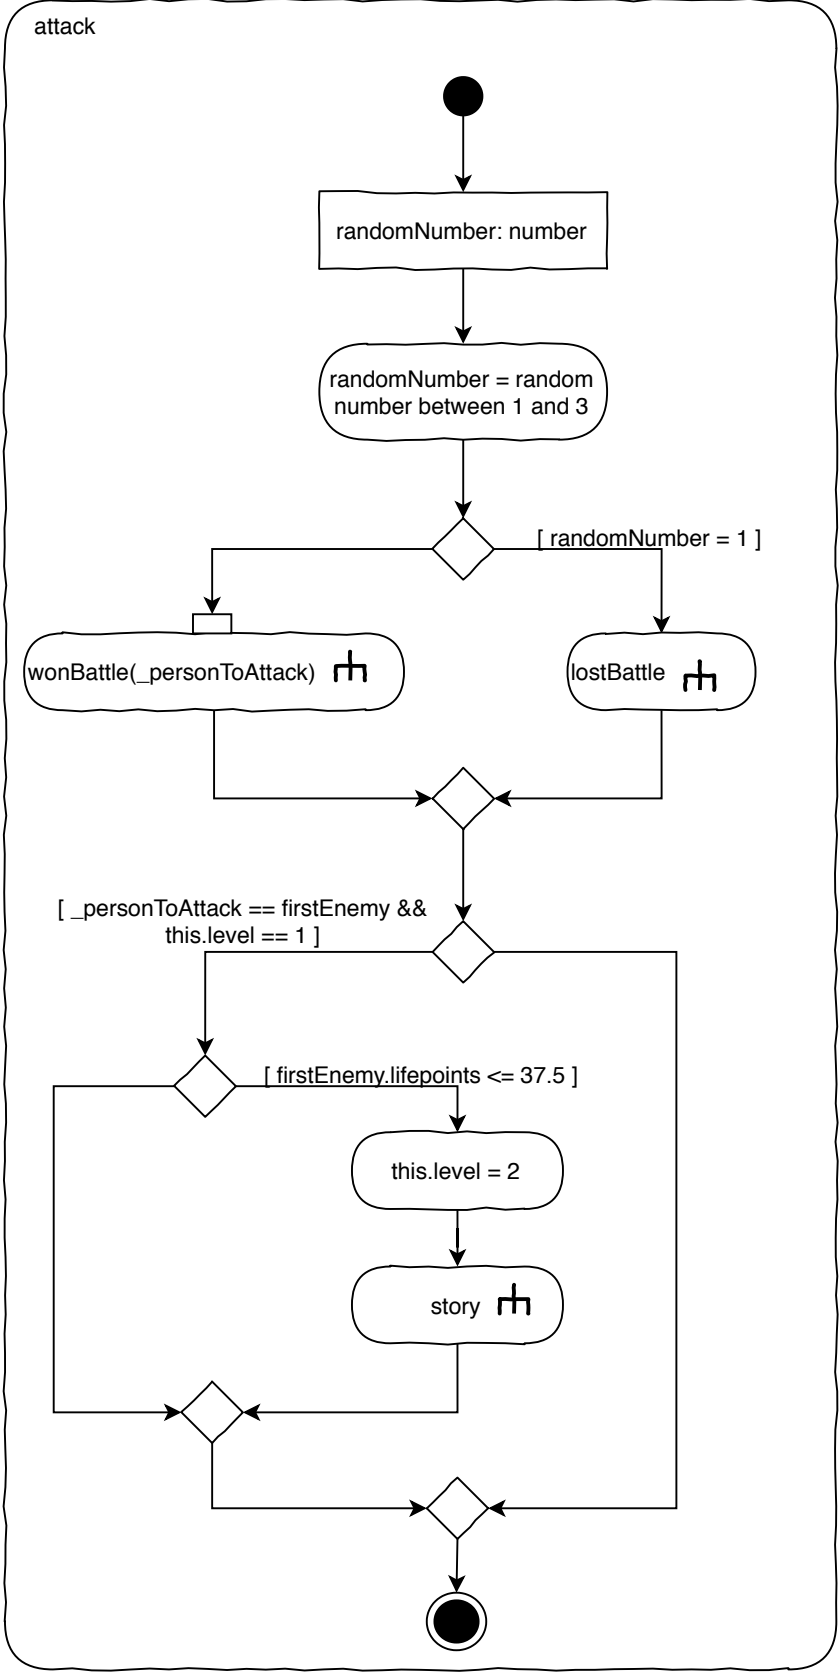 attack
randomNumber: number
randomNumber = random
number between 1 and 3
[ randomNumber = 1 ]
wonBattle(_personToAttack)
lostBattle
[ _personToAttack == firstEnemy &&
this.level == 1 ]
[ firstEnemy.lifepoints <= 37.5 ]
this.level = 2
story